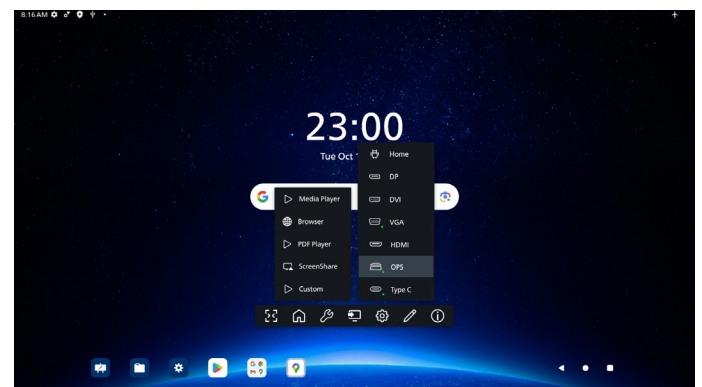 8:16 AM
23:00
Tue Oct
Home
DP
DVI
VGA
HDMI
OPS
Type C
Media Player
Browser
PDF Player
ScreenShare
Custom